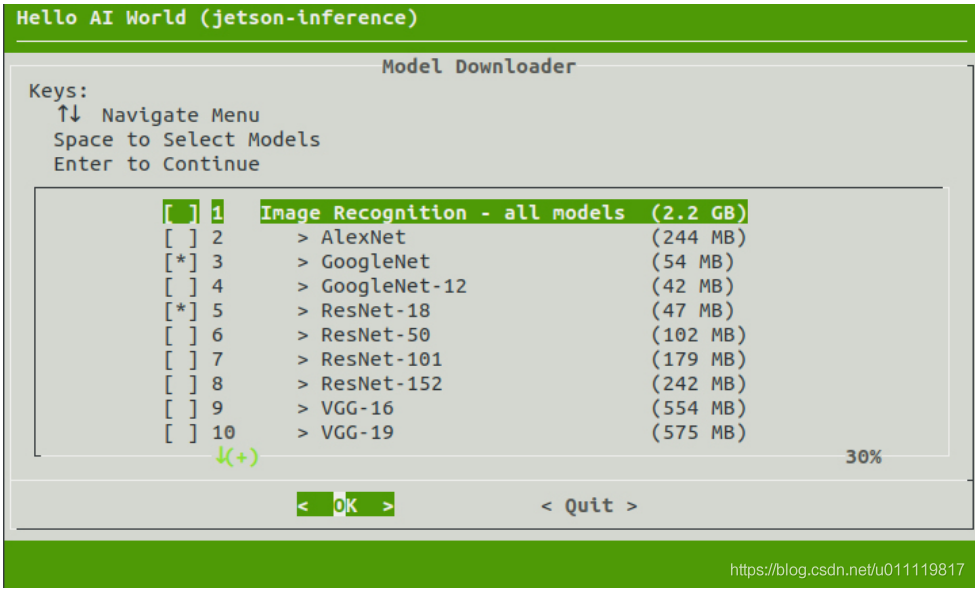 Hello AI World (jetson-inference)
Model Downloader
Keys:
↑↓ Navigate Menu
Space to Select Models
Enter to Continue
[ ] 1 Image Recognition - all models (2.2 GB)
[ ] 2 > AlexNet (244 MB)
[*] 3 > GoogleNet (54 MB)
[ ] 4 > GoogleNet-12 (42 MB)
[*] 5 > ResNet-18 (47 MB)
[ ] 6 > ResNet-50 (102 MB)
[ ] 7 > ResNet-101 (179 MB)
[ ] 8 > ResNet-152 (242 MB)
[ ] 9 > VGG-16 (554 MB)
[ ] 10 > VGG-19 (575 MB)
↓(+) 30%
< OK > < Quit >
https://blog.csdn.net/u011119817